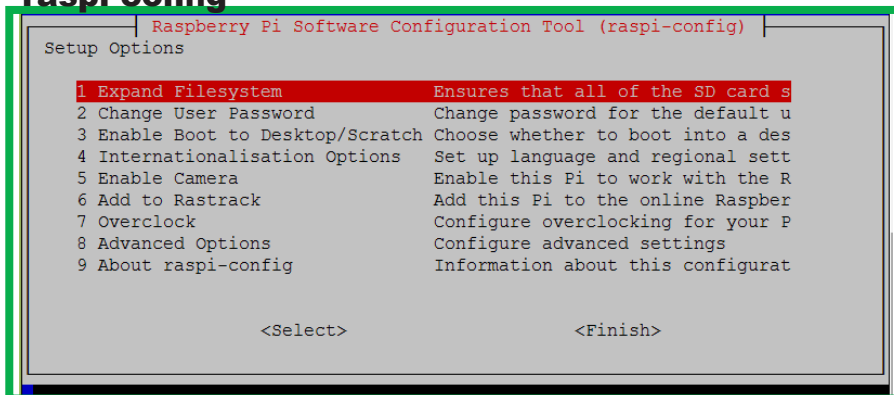 raspi config
Raspberry Pi Software Configuration Tool (raspi-config)
Setup Options
1 Expand Filesystem Ensures that all of the SD card s
2 Change User Password Change password for the default u
3 Enable Boot to Desktop/Scratch Choose whether to boot into a des
4 Internationalisation Options Set up language and regional sett
5 Enable Camera Enable this Pi to work with the R
6 Add to Rastrack Add this Pi to the online Raspber
7 Overclock Configure overclocking for your P
8 Advanced Options Configure advanced settings
9 About raspi-config Information about this configurat
<Select> <Finish>